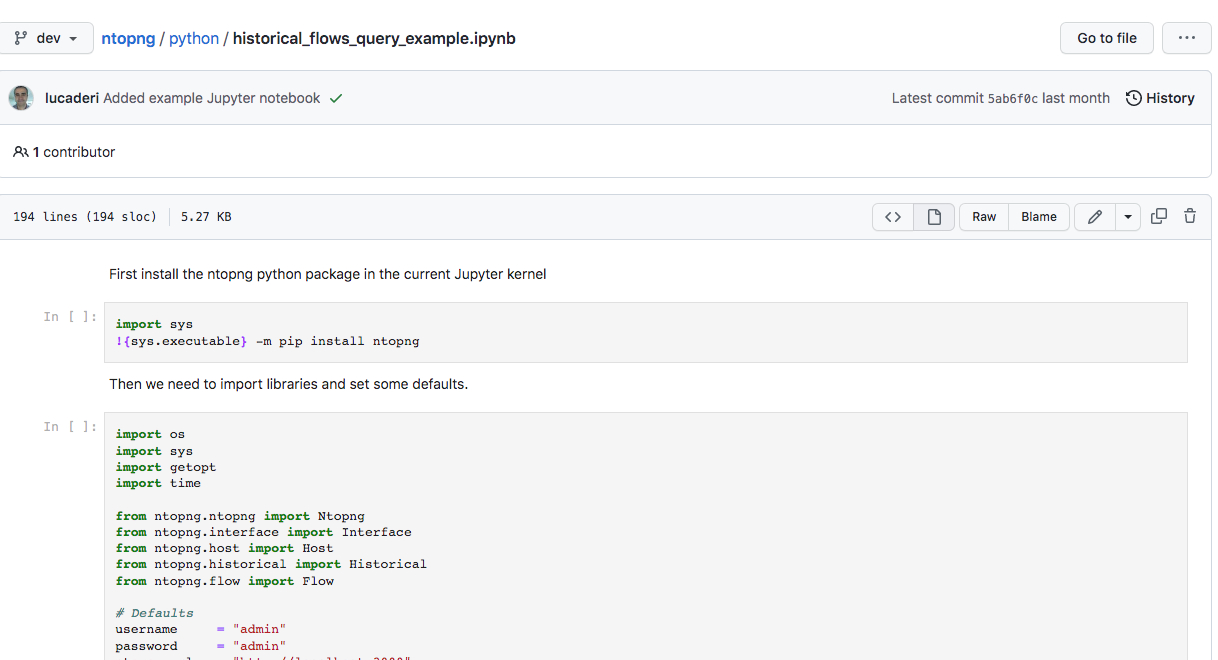 dev ntopng / python / historical_flows_query_example.ipynb Go to file ...
lucaderi Added example Jupyter notebook Latest commit 5ab6f0c last month History
1 contributor
194 lines (194 sloc) 5.27 KB <> Raw Blame
First install the ntopng python package in the current Jupyter kernel
In [ ]: import sys
!{sys.executable} -m pip install ntopng
Then we need to import libraries and set some defaults.
In [ ]: import os
import sys
import getopt
import time
from ntopng.ntopng import Ntopng
from ntopng.interface import Interface
from ntopng.host import Host
from ntopng.historical import Historical
from ntopng.flow import Flow
# Defaults
username = "admin"
password = "admin"